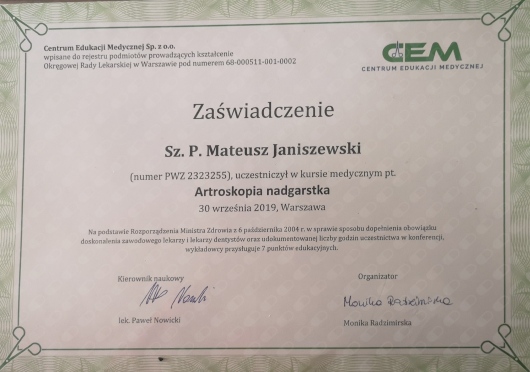 Centrum Edukacji Medycznej Sp. z o.o.
wpisane do rejestru podmiotów prowadzących kształcenie
Okręgowej Rady Lekarskiej w Warszawie pod numerem 68-000511-001-0002
CEM
CENTRUM EDUKACJI MEDYCZNEJ
Zaświadczenie
Sz. P. Mateusz Janiszewski
(numer PWZ 2323255), uczestniczył w kursie medycznym pt.
Artroskopia nadgarstka
30 września 2019, Warszawa
Na podstawie Rozporządzenia Ministra Zdrowia z 6 października 2004 r. w sprawie sposobu dopełnienia obowiązku
doskonalenia zawodowego lekarzy i lekarzy dentystów oraz udokumentowanej liczby godzin uczestnictwa w konferencji,
wykładowcy przysługuje 7 punktów edukacyjnych.
Kierownik naukowy
Organizator
Monika Radzimirska
lek. Paweł Nowicki
Monika Radzimirska